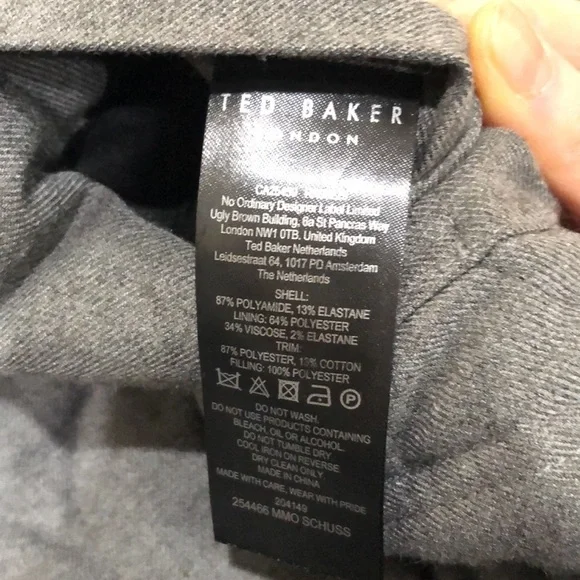 TED BAKER
LONDON
No Ordinary Designer Label Limited
Ugly Brown Building, 6a St Pancras Way
London NW1 0TB. United Kingdom
Ted Baker Netherlands
Leidsestraat 64, 1017 PD Amsterdam
The Netherlands
SHELL:
87% POLYAMIDE, 13% ELASTANE
LINING: 64% POLYESTER
34% VISCOSE, 2% ELASTANE
TRIM:
87% POLYESTER, 13% COTTON
FILLING: 100% POLYESTER
P
DO NOT WASH.
DO NOT USE PRODUCTS CONTAINING
BLEACH, OIL OR ALCOHOL.
DO NOT TUMBLE DRY
COOL IRON ON REVERSE
DRY CLEAN ONLY
MADE IN CHINA
MADE WITH CARE, WEAR WITH PRIDE
204149
254466 MMO SCHUSS